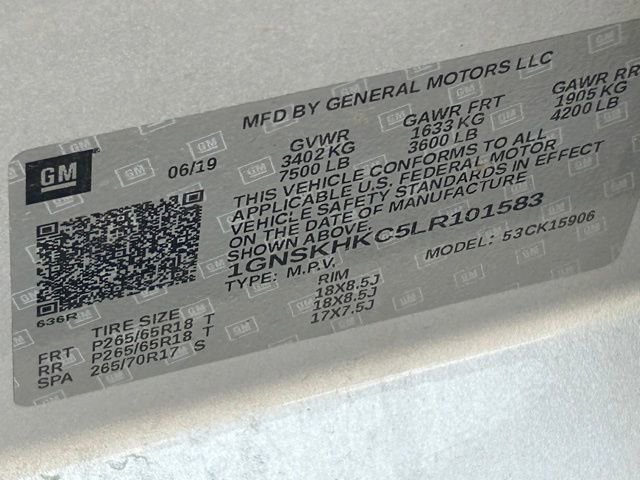 MFD BY GENERAL MOTORS LLC
GM
06/19
GVWR GAWR FRT GAWR RR
3402 KG 1633 KG 1905 KG
7500 LB 3600 LB 4200 LB
THIS VEHICLE CONFORMS TO ALL
APPLICABLE U.S. FEDERAL MOTOR
VEHICLE SAFETY STANDARDS IN EFFECT
ON THE DATE OF MANUFACTURE
SHOWN ABOVE.
1GNSKHKC5LR101583
TYPE: M.P.V. MODEL: 53CK15906
636R
TIRE SIZE RIM
FRT P265/65R18 T 18X8.5J
RR P265/65R18 T 18X8.5J
SPA 265/70R17 S 17X7.5J